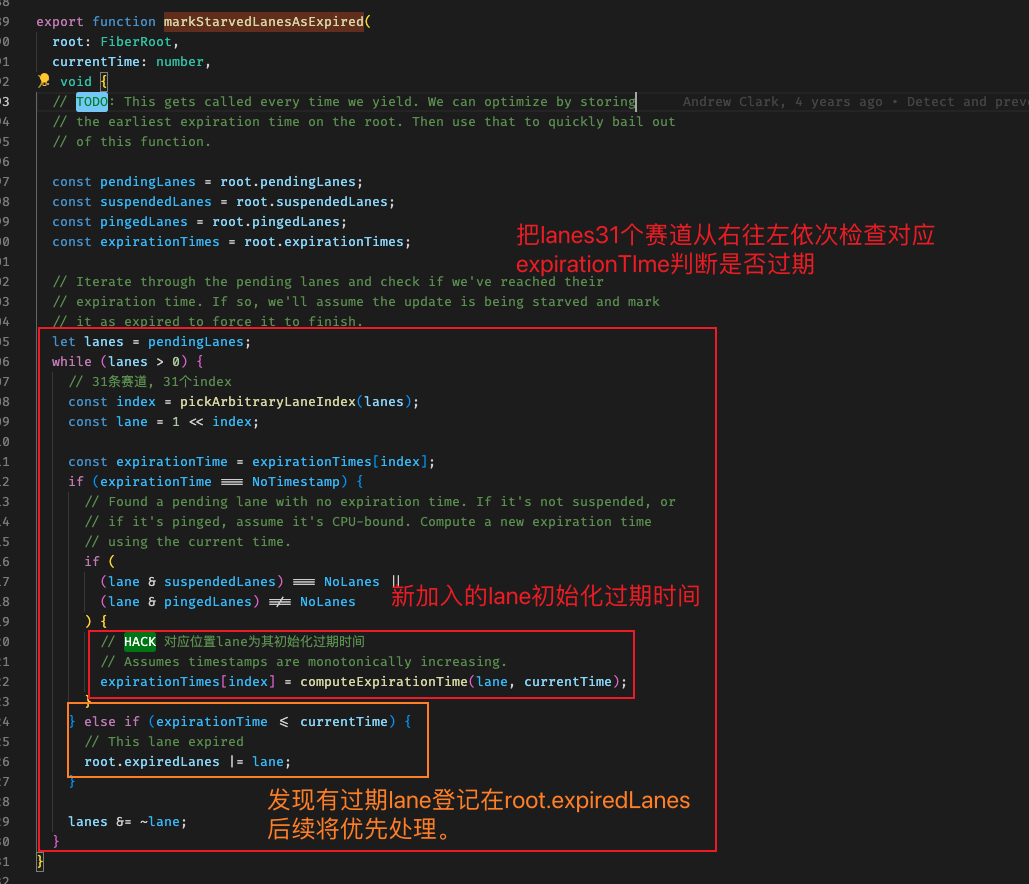 export function markStarvedLanesAsExpired(
root: FiberRoot,
currentTime: number,
void {
// TODO: This gets called every time we yield. We can optimize by storing Andrew Clark, 4 years ago • Detect and prev
// the earliest expiration time on the root. Then use that to quickly bail out
// of this function.
const pendingLanes = root.pendingLanes;
const suspendedLanes = root.suspendedLanes;
const pingedLanes = root.pingedLanes;
const expirationTimes = root.expirationTimes;
把lanes31个赛道从右往左依次检查对应
expirationTIme判断是否过期
// Iterate through the pending lanes and check if we've reached their
// expiration time. If so, we'll assume the update is being starved and mark
// it as expired to force it to finish.
let lanes = pendingLanes;
while (lanes > 0) {
// 31条赛道, 31个index
const index = pickArbitraryLaneIndex(lanes);
const lane = 1 << index;
const expirationTime = expirationTimes[index];
if (expirationTime === NoTimestamp) {
// Found a pending lane with no expiration time. If it's not suspended, or
// if it's pinged, assume it's CPU-bound. Compute a new expiration time
// using the current time.
if (
(lane & suspendedLanes) === NoLanes ||
(lane & pingedLanes) !== NoLanes
新加入的lane初始化过期时间
) {
// HACK 对应位置lane为其初始化过期时间
// Assumes timestamps are monotonically increasing.
expirationTimes[index] = computeExpirationTime(lane, currentTime);
}
} else if (expirationTime <= currentTime) {
// This lane expired
root.expiredLanes |= lane;
}
发现有过期lane登记在root.expiredLanes
后续将优先处理。
lanes &= ~lane;
}
}